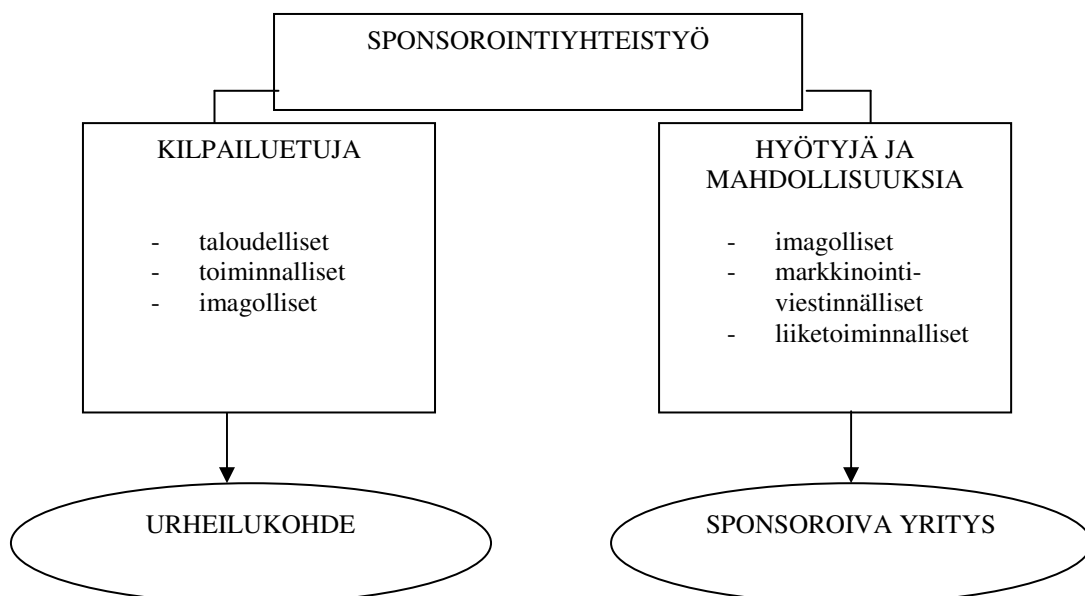 SPONSOROINTIYHTEISTYÖ
KILPAILUETUJA
- taloudelliset
- toiminnalliset
- imagolliset
HYÖTYJÄ JA
MAHDOLLISUUKSIA
- imagolliset
- markkinointi-
viestinnälliset
- liiketoiminnalliset
URHEILUKOHDE
SPONSOROIVA YRITYS